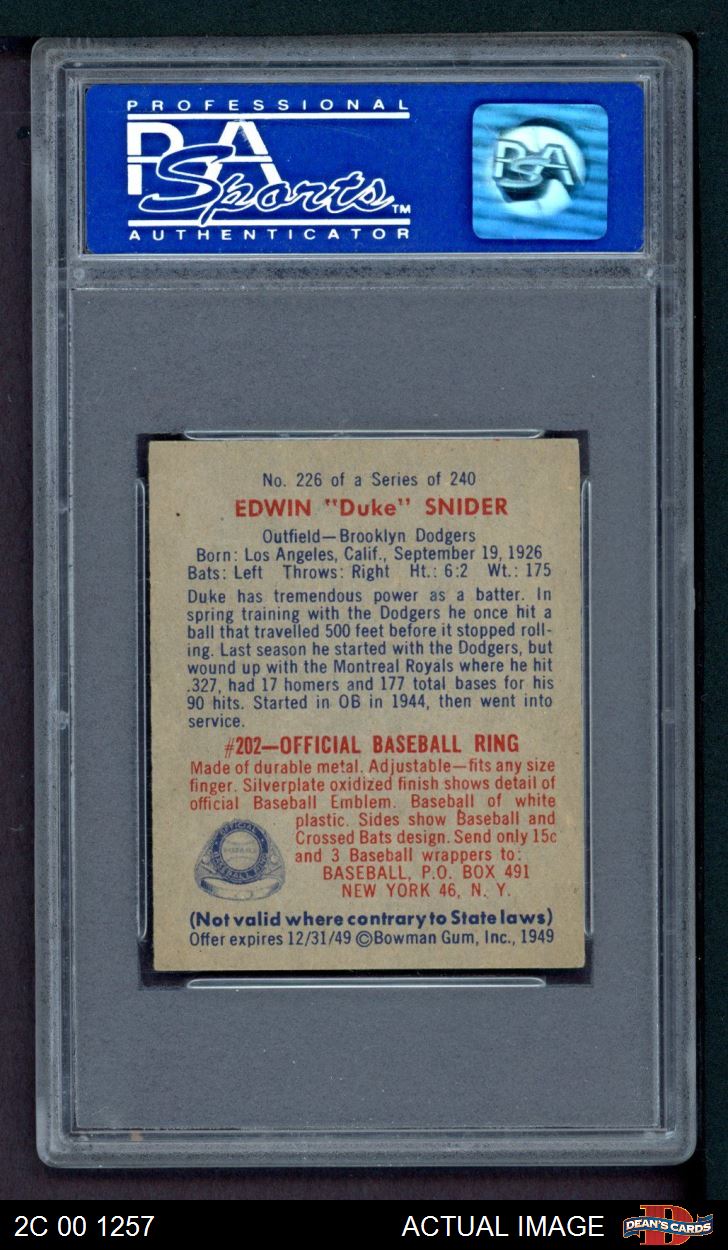 PROFESSIONAL
PSA
Sports™
AUTHENTICATOR
PSA
No. 226 of a Series of 240
EDWIN "Duke" SNIDER
Outfield—Brooklyn Dodgers
Born: Los Angeles, Calif., September 19, 1926
Bats: Left Throws: Right Ht.: 6:2 Wt.: 175
Duke has tremendous power as a batter. In
spring training with the Dodgers he once hit a
ball that travelled 500 feet before it stopped roll-
ing. Last season he started with the Dodgers, but
wound up with the Montreal Royals where he hit
.327, had 17 homers and 177 total bases for his
90 hits. Started in OB in 1944, then went into
service.
#202—OFFICIAL BASEBALL RING
Made of durable metal. Adjustable—fits any size
finger. Silverplate oxidized finish shows detail of
official Baseball Emblem. Baseball of white
plastic. Sides show Baseball and
Crossed Bats design. Send only 15c
and 3 Baseball wrappers to:
BASEBALL, P.O. BOX 491
NEW YORK 46, N. Y.
OFFICIAL
BASEBALL RING
(Not valid where contrary to State laws)
Offer expires 12/31/49 ©Bowman Gum, Inc., 1949
2C 00 1257
ACTUAL IMAGE
DEAN'S CARDS